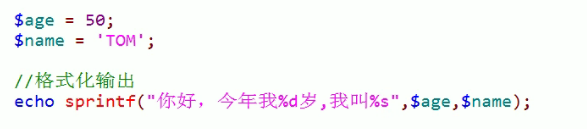 $age = 50;
$name = 'TOM';
//格式化输出
echo sprintf("你好，今年我%d岁,我叫%s",$age,$name);